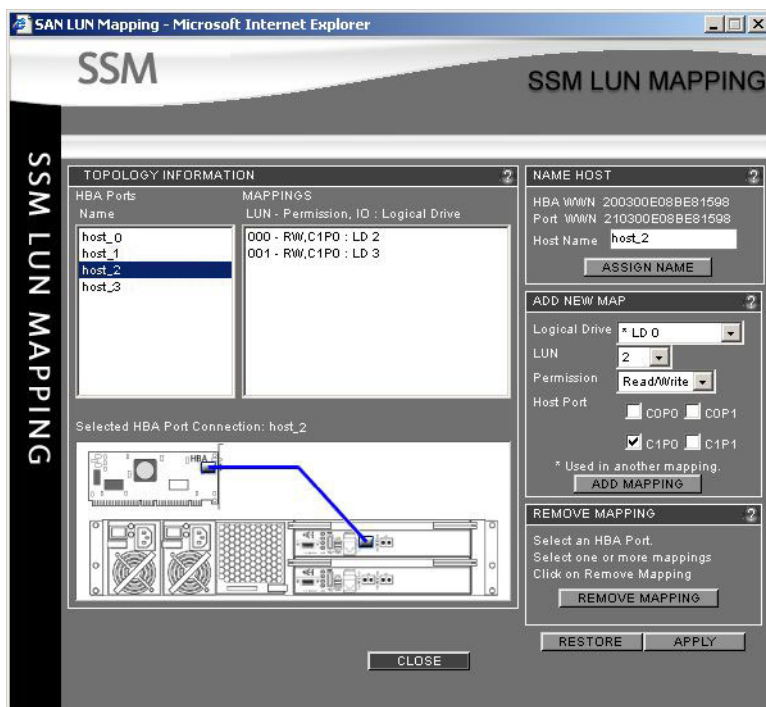 SAN LUN Mapping - Microsoft Internet Explorer
SSM
SSM LUN MAPPING
SSM LUN MAPPING
TOPOLOGY INFORMATION ?
HBA Ports MAPPINGS
Name LUN - Permission, IO : Logical Drive
host_0
host_1
host_2
host_3
000 - RW,C1P0 : LD 2
001 - RW,C1P0 : LD 3
Selected HBA Port Connection: host_2
HBA
NAME HOST ?
HBA WWN 200300E08BE81598
Port WWN 210300E08BE81598
Host Name host_2
ASSIGN NAME
ADD NEW MAP ?
Logical Drive * LD 0
LUN 2
Permission Read/Write
Host Port C0P0 C0P1
C1P0 C1P1
* Used in another mapping.
ADD MAPPING
REMOVE MAPPING ?
Select an HBA Port.
Select one or more mappings
Click on Remove Mapping
REMOVE MAPPING
RESTORE APPLY
CLOSE